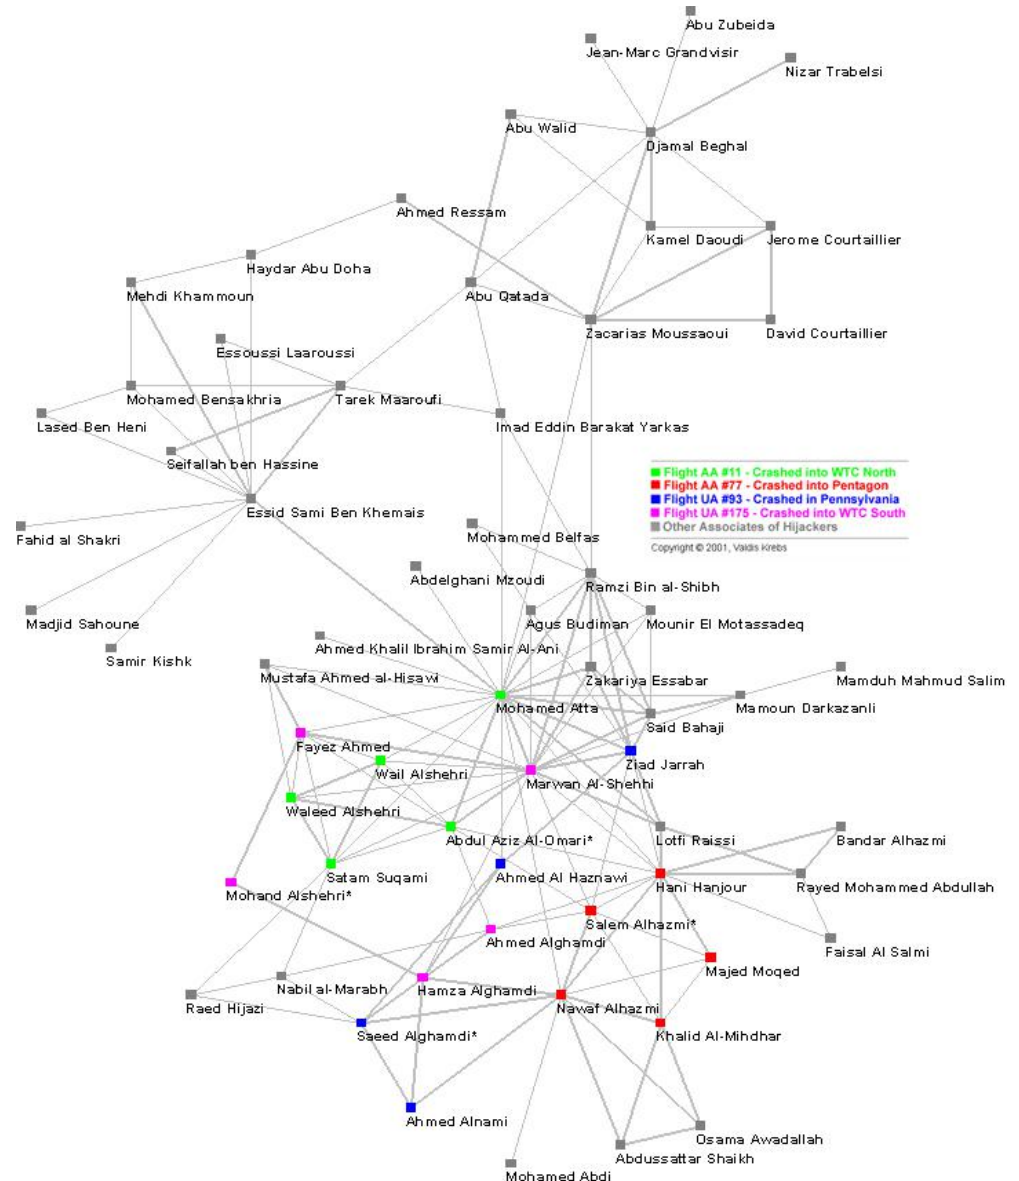 Abu Zubeida
Jean-Marc Grandvisir
Nizar Trabelsi
Abu Walid
Djamal Beghal
Ahmed Ressam
Kamel Daoudi
Jerome Courtaillier
Haydar Abu Doha
Mehdi Khammoun
Abu Qatada
Zacarias Moussaoui
David Courtaillier
Essoussi Laaroussi
Mohamed Bensakhria
Tarek Maaroufi
Lased Ben Heni
Imad Eddin Barakat Yarkas
Seifallah ben Hassine
Flight AA #11 - Crashed into WTC North
Flight AA #77 - Crashed into Pentagon
Flight UA #93 - Crashed in Pennsylvania
Flight UA #175 - Crashed into WTC South
Other Associates of Hijackers
Copyright © 2001, Valdis Krebs
Essid Sami Ben Khemais
Fahid al Shakri
Mohammed Belfas
Abdelghani Mzoudi
Ramzi Bin al-Shibh
Madjid Sahoune
Agus Budiman
Mounir El Motassadeq
Ahmed Khalil Ibrahim Samir Al-Ani
Samir Kishk
Mustafa Ahmed al-Hisawi
Zakariya Essabar
Mamduh Mahmud Salim
Mohamed Atta
Mamoun Darkazanli
Said Bahaji
Fayez Ahmed
Ziad Jarrah
Wail Alshehri
Marwan Al-Shehhi
Waleed Alshehri
Abdul Aziz Al-Omari*
Lotfi Raissi
Bandar Alhazmi
Satam Suqami
Ahmed Al Haznawi
Hani Hanjour
Rayed Mohammed Abdullah
Mohand Alshehri*
Salem Alhazmi*
Ahmed Alghamdi
Faisal Al Salmi
Majed Moqed
Nabil al-Marabh
Hamza Alghamdi
Raed Hijazi
Nawaf Alhazmi
Saeed Alghamdi*
Khalid Al-Mihdhar
Ahmed Alnami
Osama Awadallah
Abdussattar Shaikh
Mohamed Abdi